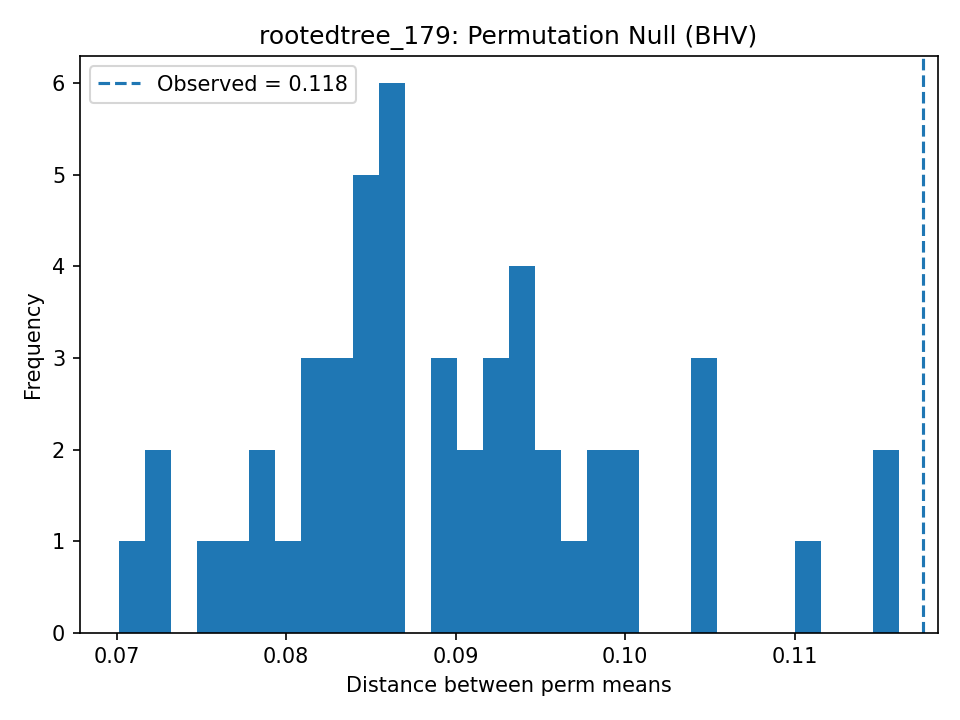 rootedtree_179: Permutation Null (BHV)
Observed = 0.118
Frequency
6
5
4
3
2
1
0
0.07 0.08 0.09 0.10 0.11
Distance between perm means